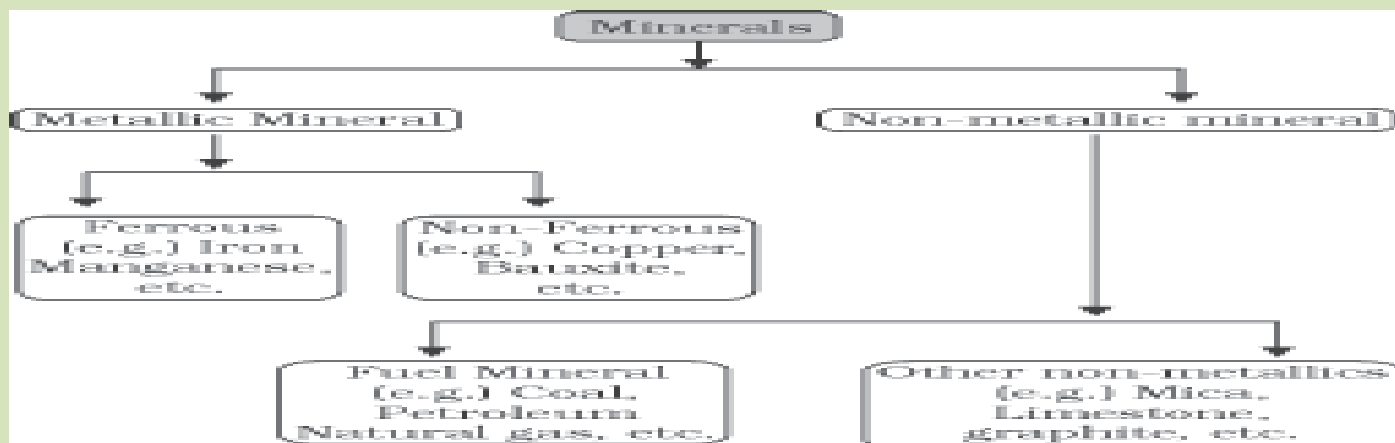 Minerals
Metallic Mineral
Non-metallic mineral
Ferrous
(e.g.) Iron
Manganese,
etc.
Non-Ferrous
(e.g.) Copper,
Bauxite,
etc.
Fuel Mineral
(e.g.) Coal,
Petroleum
Natural gas, etc.
Other non-metallics
(e.g.) Mica,
Limestone,
graphite, etc.